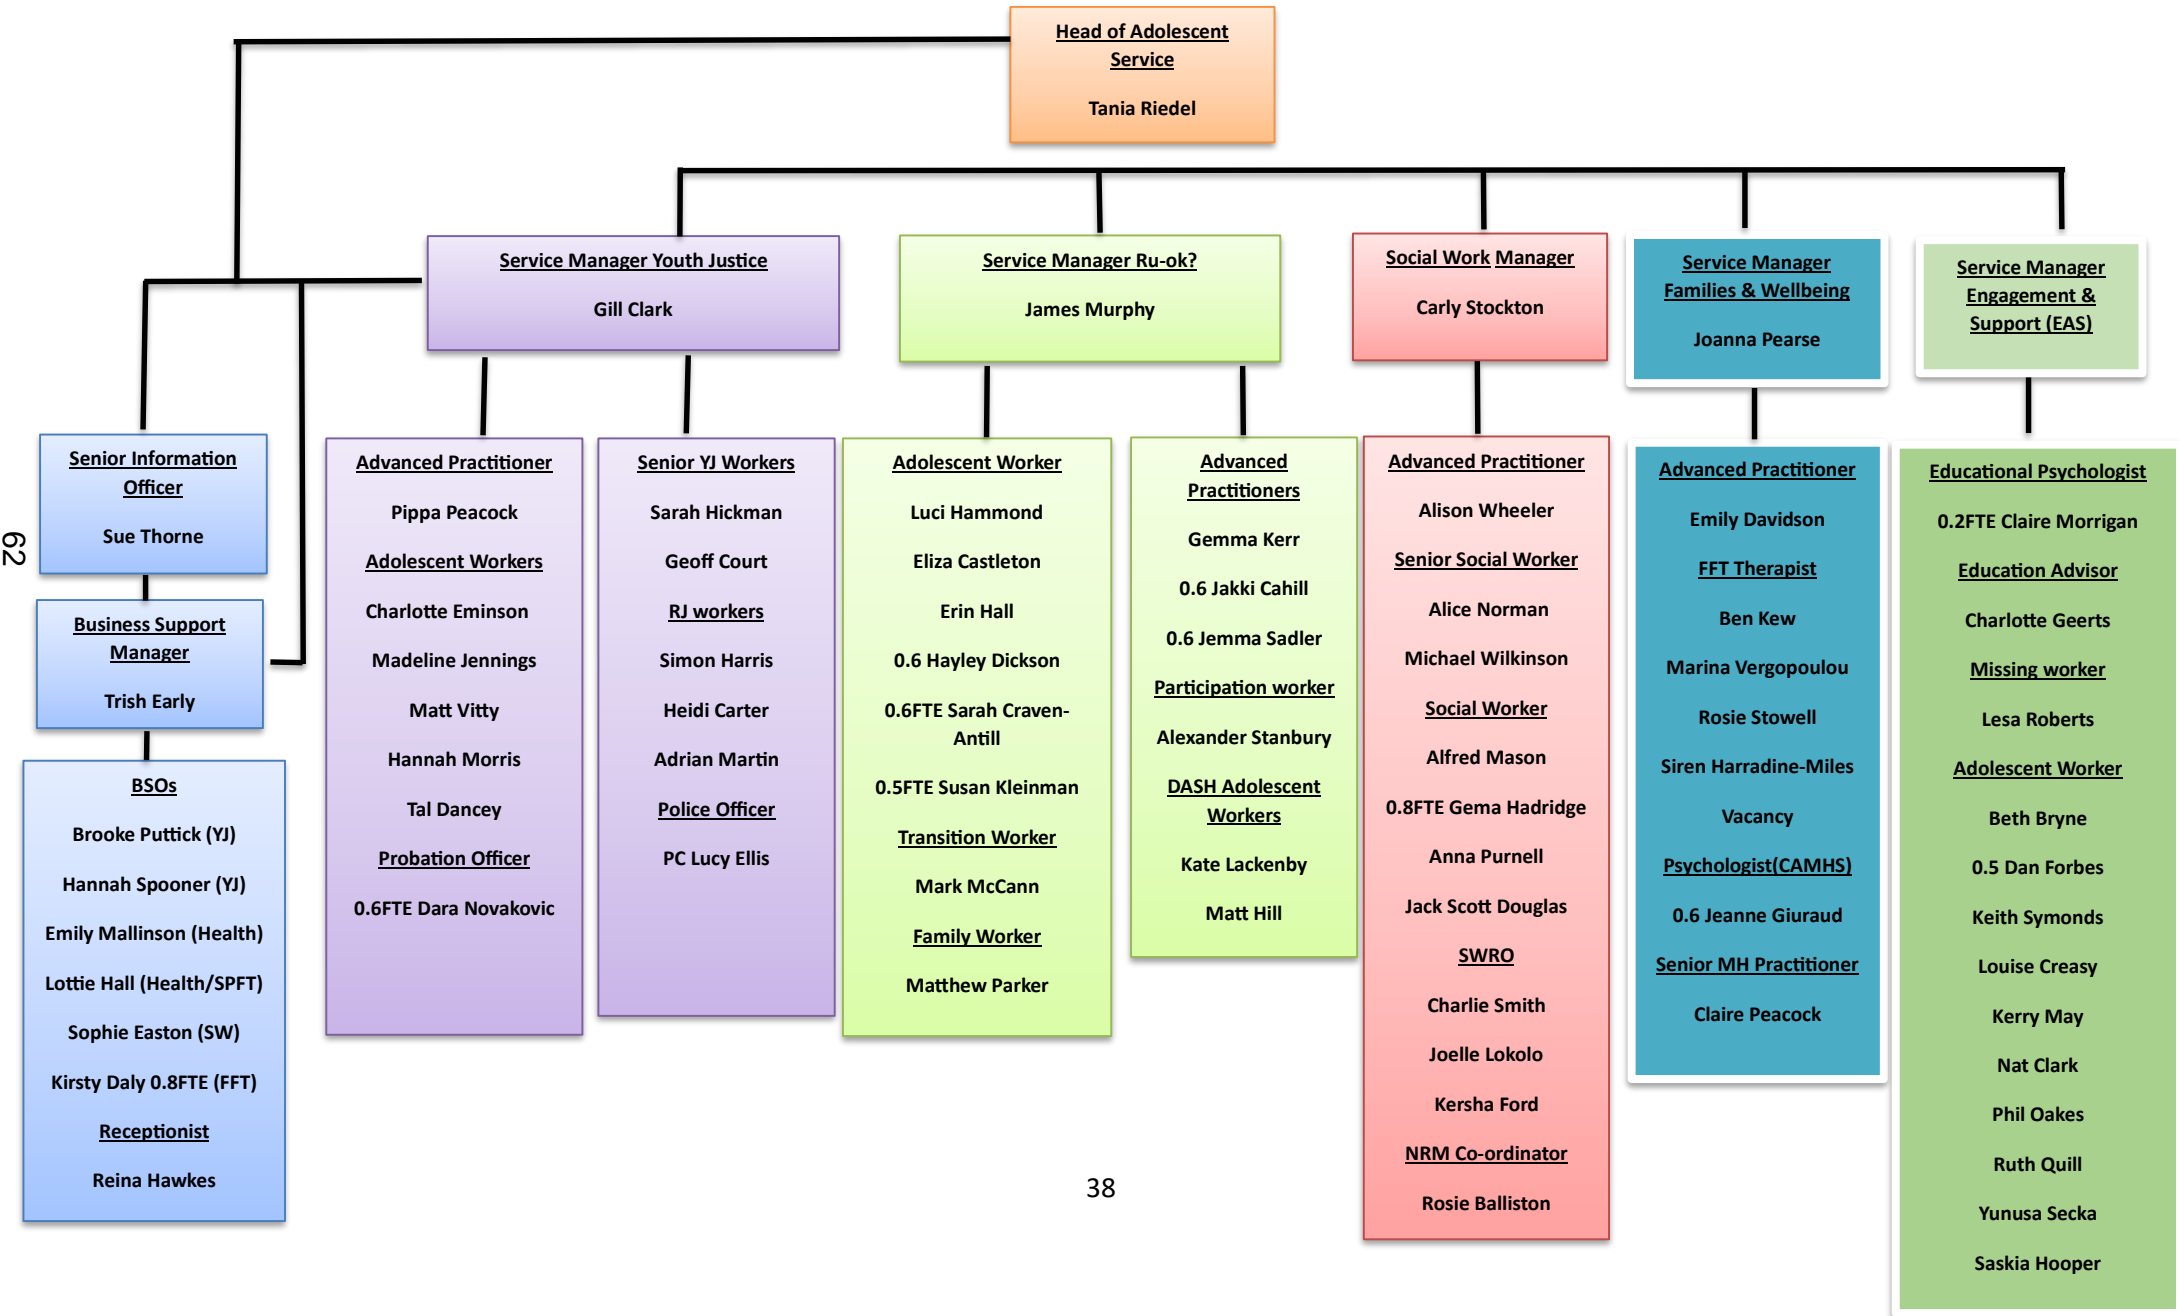 Head of Adolescent
Service
Tania Riedel
Service Manager Youth Justice
Gill Clark
Service Manager Ru-ok?
James Murphy
Social Work Manager
Carly Stockton
Service Manager
Families & Wellbeing
Joanna Pearse
Service Manager
Engagement &
Support (EAS)
Senior Information
Officer
Sue Thorne
Business Support
Manager
Trish Early
BSOs
Brooke Puttick (YJ)
Hannah Spooner (YJ)
Emily Mallinson (Health)
Lottie Hall (Health/SPFT)
Sophie Easton (SW)
Kirsty Daly 0.8FTE (FFT)
Receptionist
Reina Hawkes
Advanced Practitioner
Pippa Peacock
Adolescent Workers
Charlotte Eminson
Madeline Jennings
Matt Vitty
Hannah Morris
Tal Dancey
Probation Officer
0.6FTE Dara Novakovic
Senior YJ Workers
Sarah Hickman
Geoff Court
RJ workers
Simon Harris
Heidi Carter
Adrian Martin
Police Officer
PC Lucy Ellis
Adolescent Worker
Luci Hammond
Eliza Castleton
Erin Hall
0.6 Hayley Dickson
0.6FTE Sarah Craven-
Antill
0.5FTE Susan Kleinman
Transition Worker
Mark McCann
Family Worker
Matthew Parker
Advanced
Practitioners
Gemma Kerr
0.6 Jakki Cahill
0.6 Jemma Sadler
Participation worker
Alexander Stanbury
DASH Adolescent
Workers
Kate Lackenby
Matt Hill
Advanced Practitioner
Alison Wheeler
Senior Social Worker
Alice Norman
Michael Wilkinson
Social Worker
Alfred Mason
0.8FTE Gema Hadridge
Anna Purnell
Jack Scott Douglas
SWRO
Charlie Smith
Joelle Lokolo
Kersha Ford
NRM Co-ordinator
Rosie Balliston
Advanced Practitioner
Emily Davidson
FFT Therapist
Ben Kew
Marina Vergopoulou
Rosie Stowell
Siren Harradine-Miles
Vacancy
Psychologist(CAMHS)
0.6 Jeanne Giuraud
Senior MH Practitioner
Claire Peacock
Educational Psychologist
0.2FTE Claire Morrigan
Education Advisor
Charlotte Geerts
Missing worker
Lesa Roberts
Adolescent Worker
Beth Bryne
0.5 Dan Forbes
Keith Symonds
Louise Creasy
Kerry May
Nat Clark
Phil Oakes
Ruth Quill
Yunusa Secka
Saskia Hooper
38
62